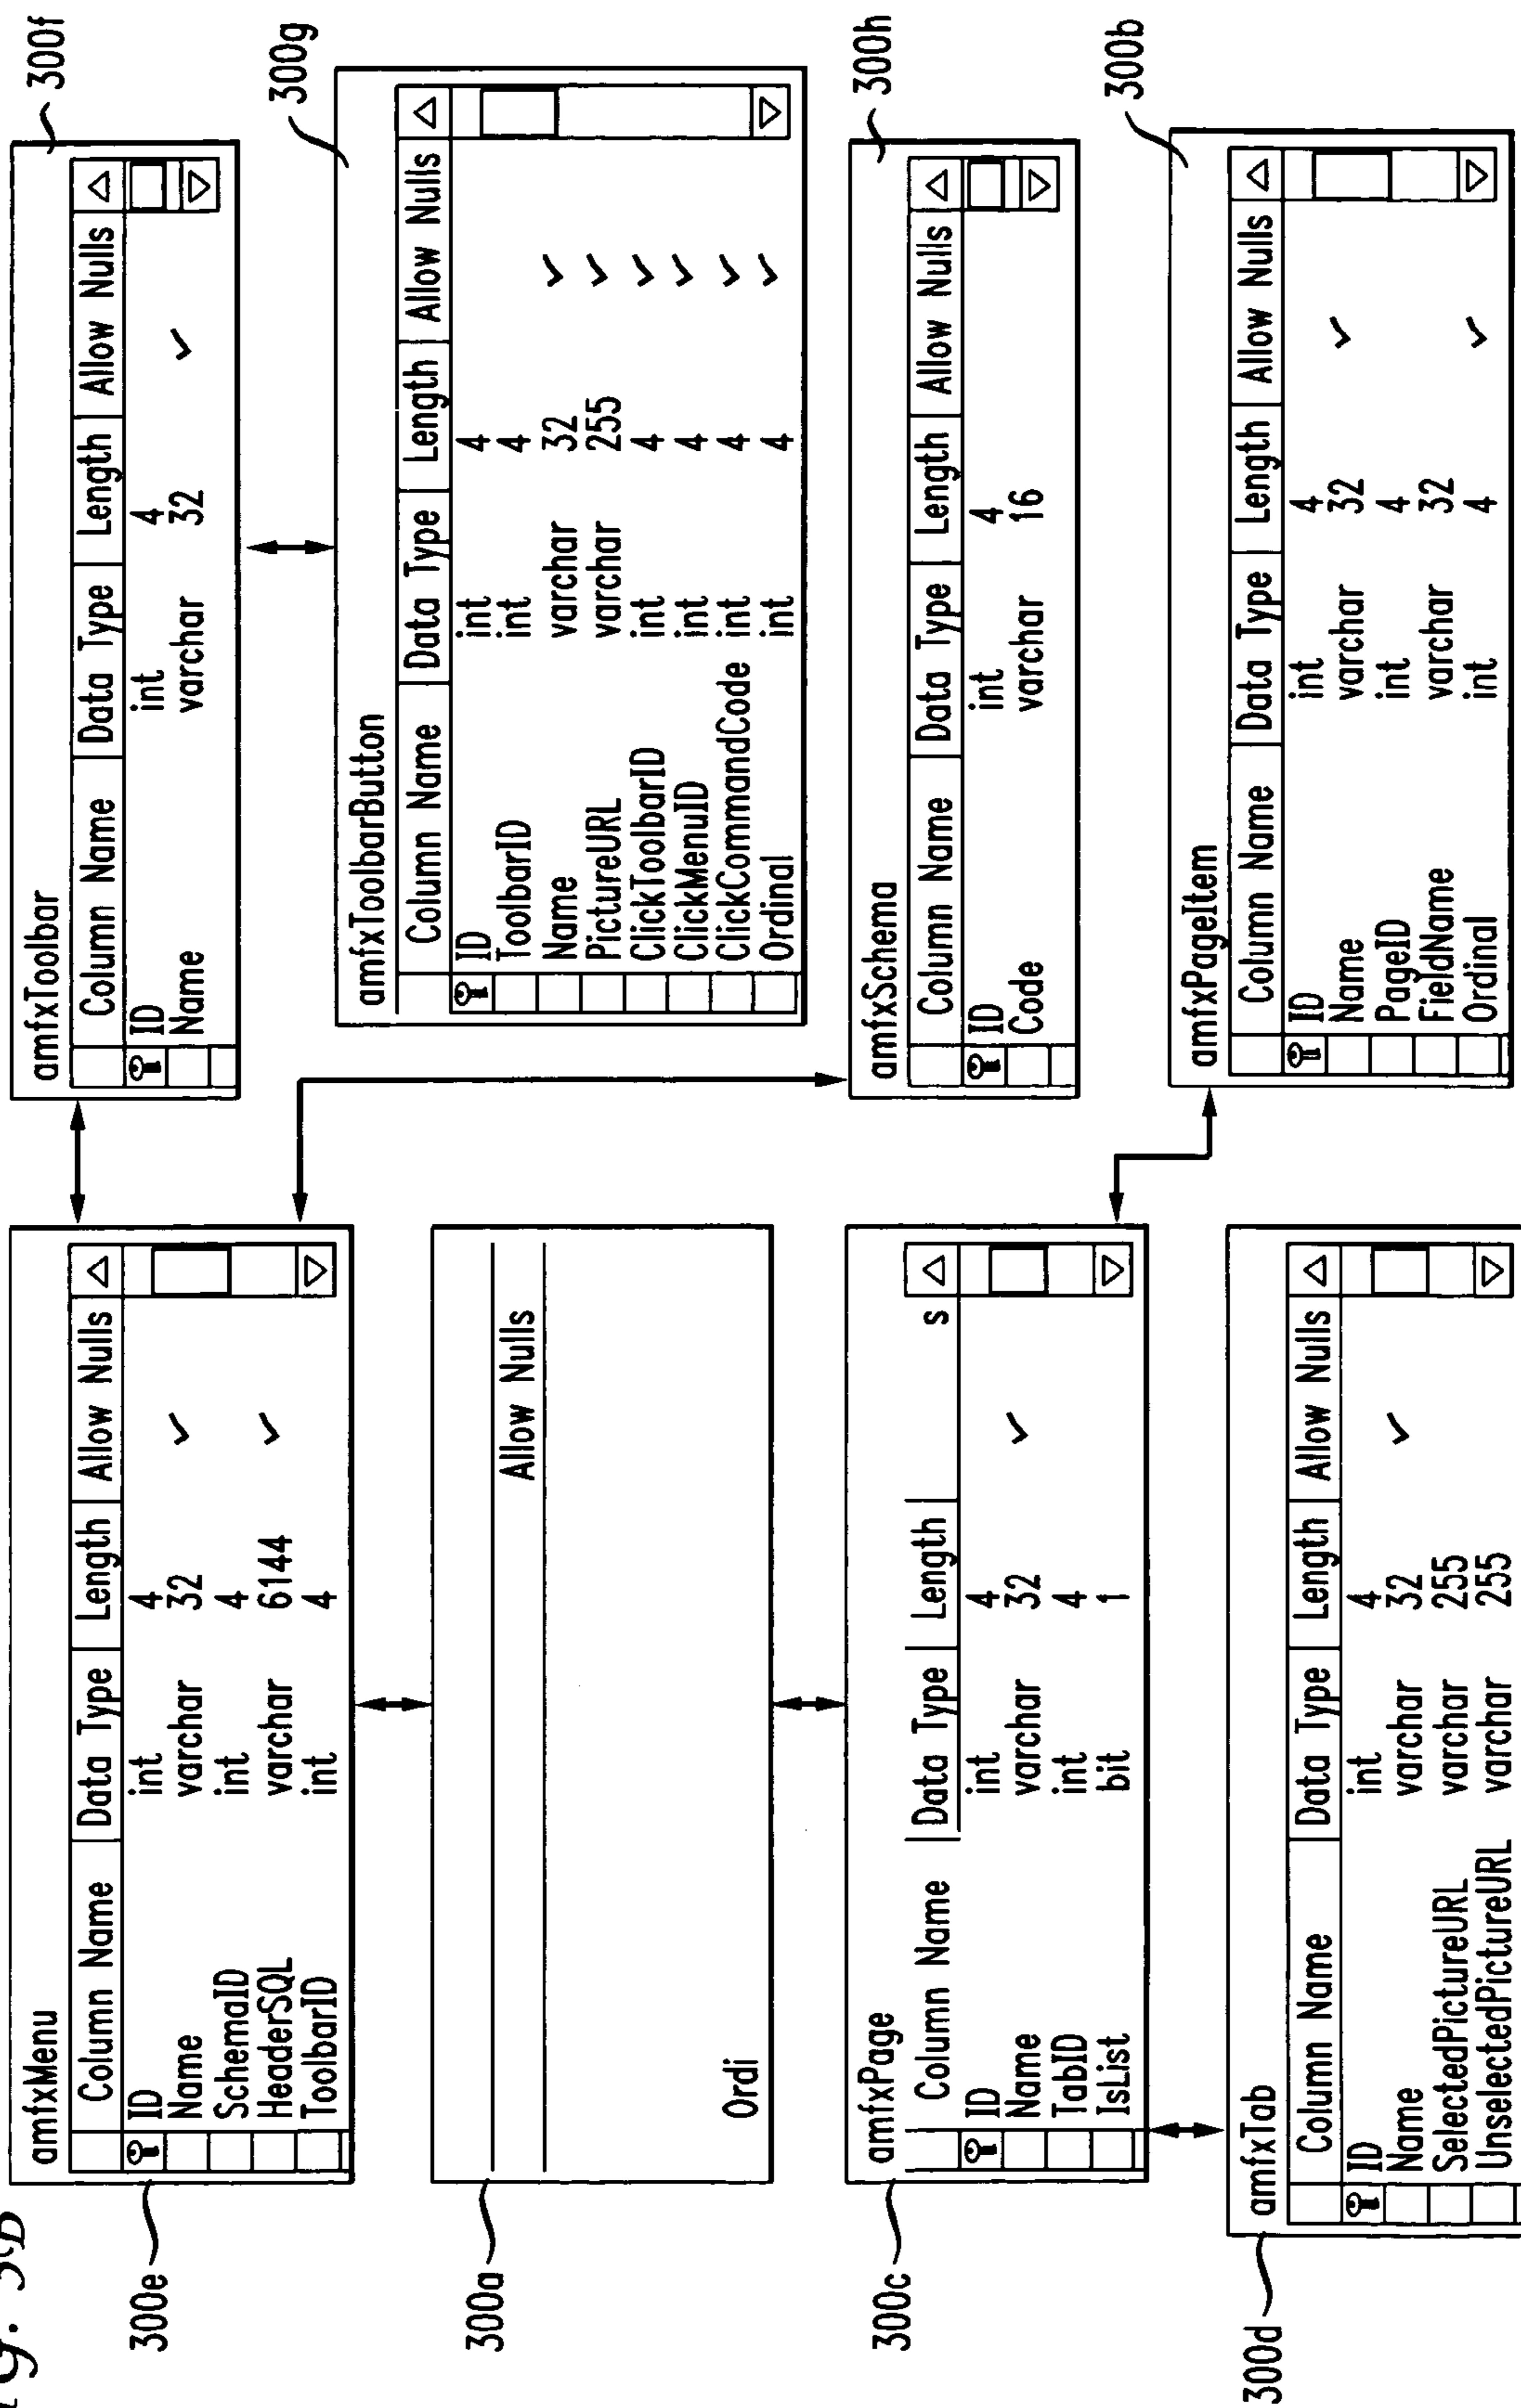 Fig. 3B
300e
amfxMenu
Column Name Data Type Length Allow Nulls
ID int 4
Name varchar 32 ✓
SchemaID int 4
HeaderSQL varchar 6144 ✓
ToolbarID int 4
300a
Allow Nulls
Ordi
300c
amfxPage
Column Name Data Type Length s
ID int 4
Name varchar 32 ✓
TabID int 4
IsList bit 1
300d
amfxTab
Column Name Data Type Length Allow Nulls
ID int 4
Name varchar 32 ✓
SelectedPictureURL varchar 255
UnselectedPictureURL varchar 255
300f
amfxToolbar
Column Name Data Type Length Allow Nulls
ID int 4
Name varchar 32 ✓
300g
amfxToolbarButton
Column Name Data Type Length Allow Nulls
ID int 4
ToolbarID int 4
Name varchar 32 ✓
PictureURL varchar 255 ✓
ClickToolbarID int 4 ✓
ClickMenuID int 4 ✓
ClickCommandCode int 4 ✓
Ordinal int 4 ✓
300h
amfxSchema
Column Name Data Type Length Allow Nulls
ID int 4
Code varchar 16
300b
amfxPageItem
Column Name Data Type Length Allow Nulls
ID int 4
Name varchar 32 ✓
PageID int 4
FieldName varchar 32
Ordinal int 4 ✓